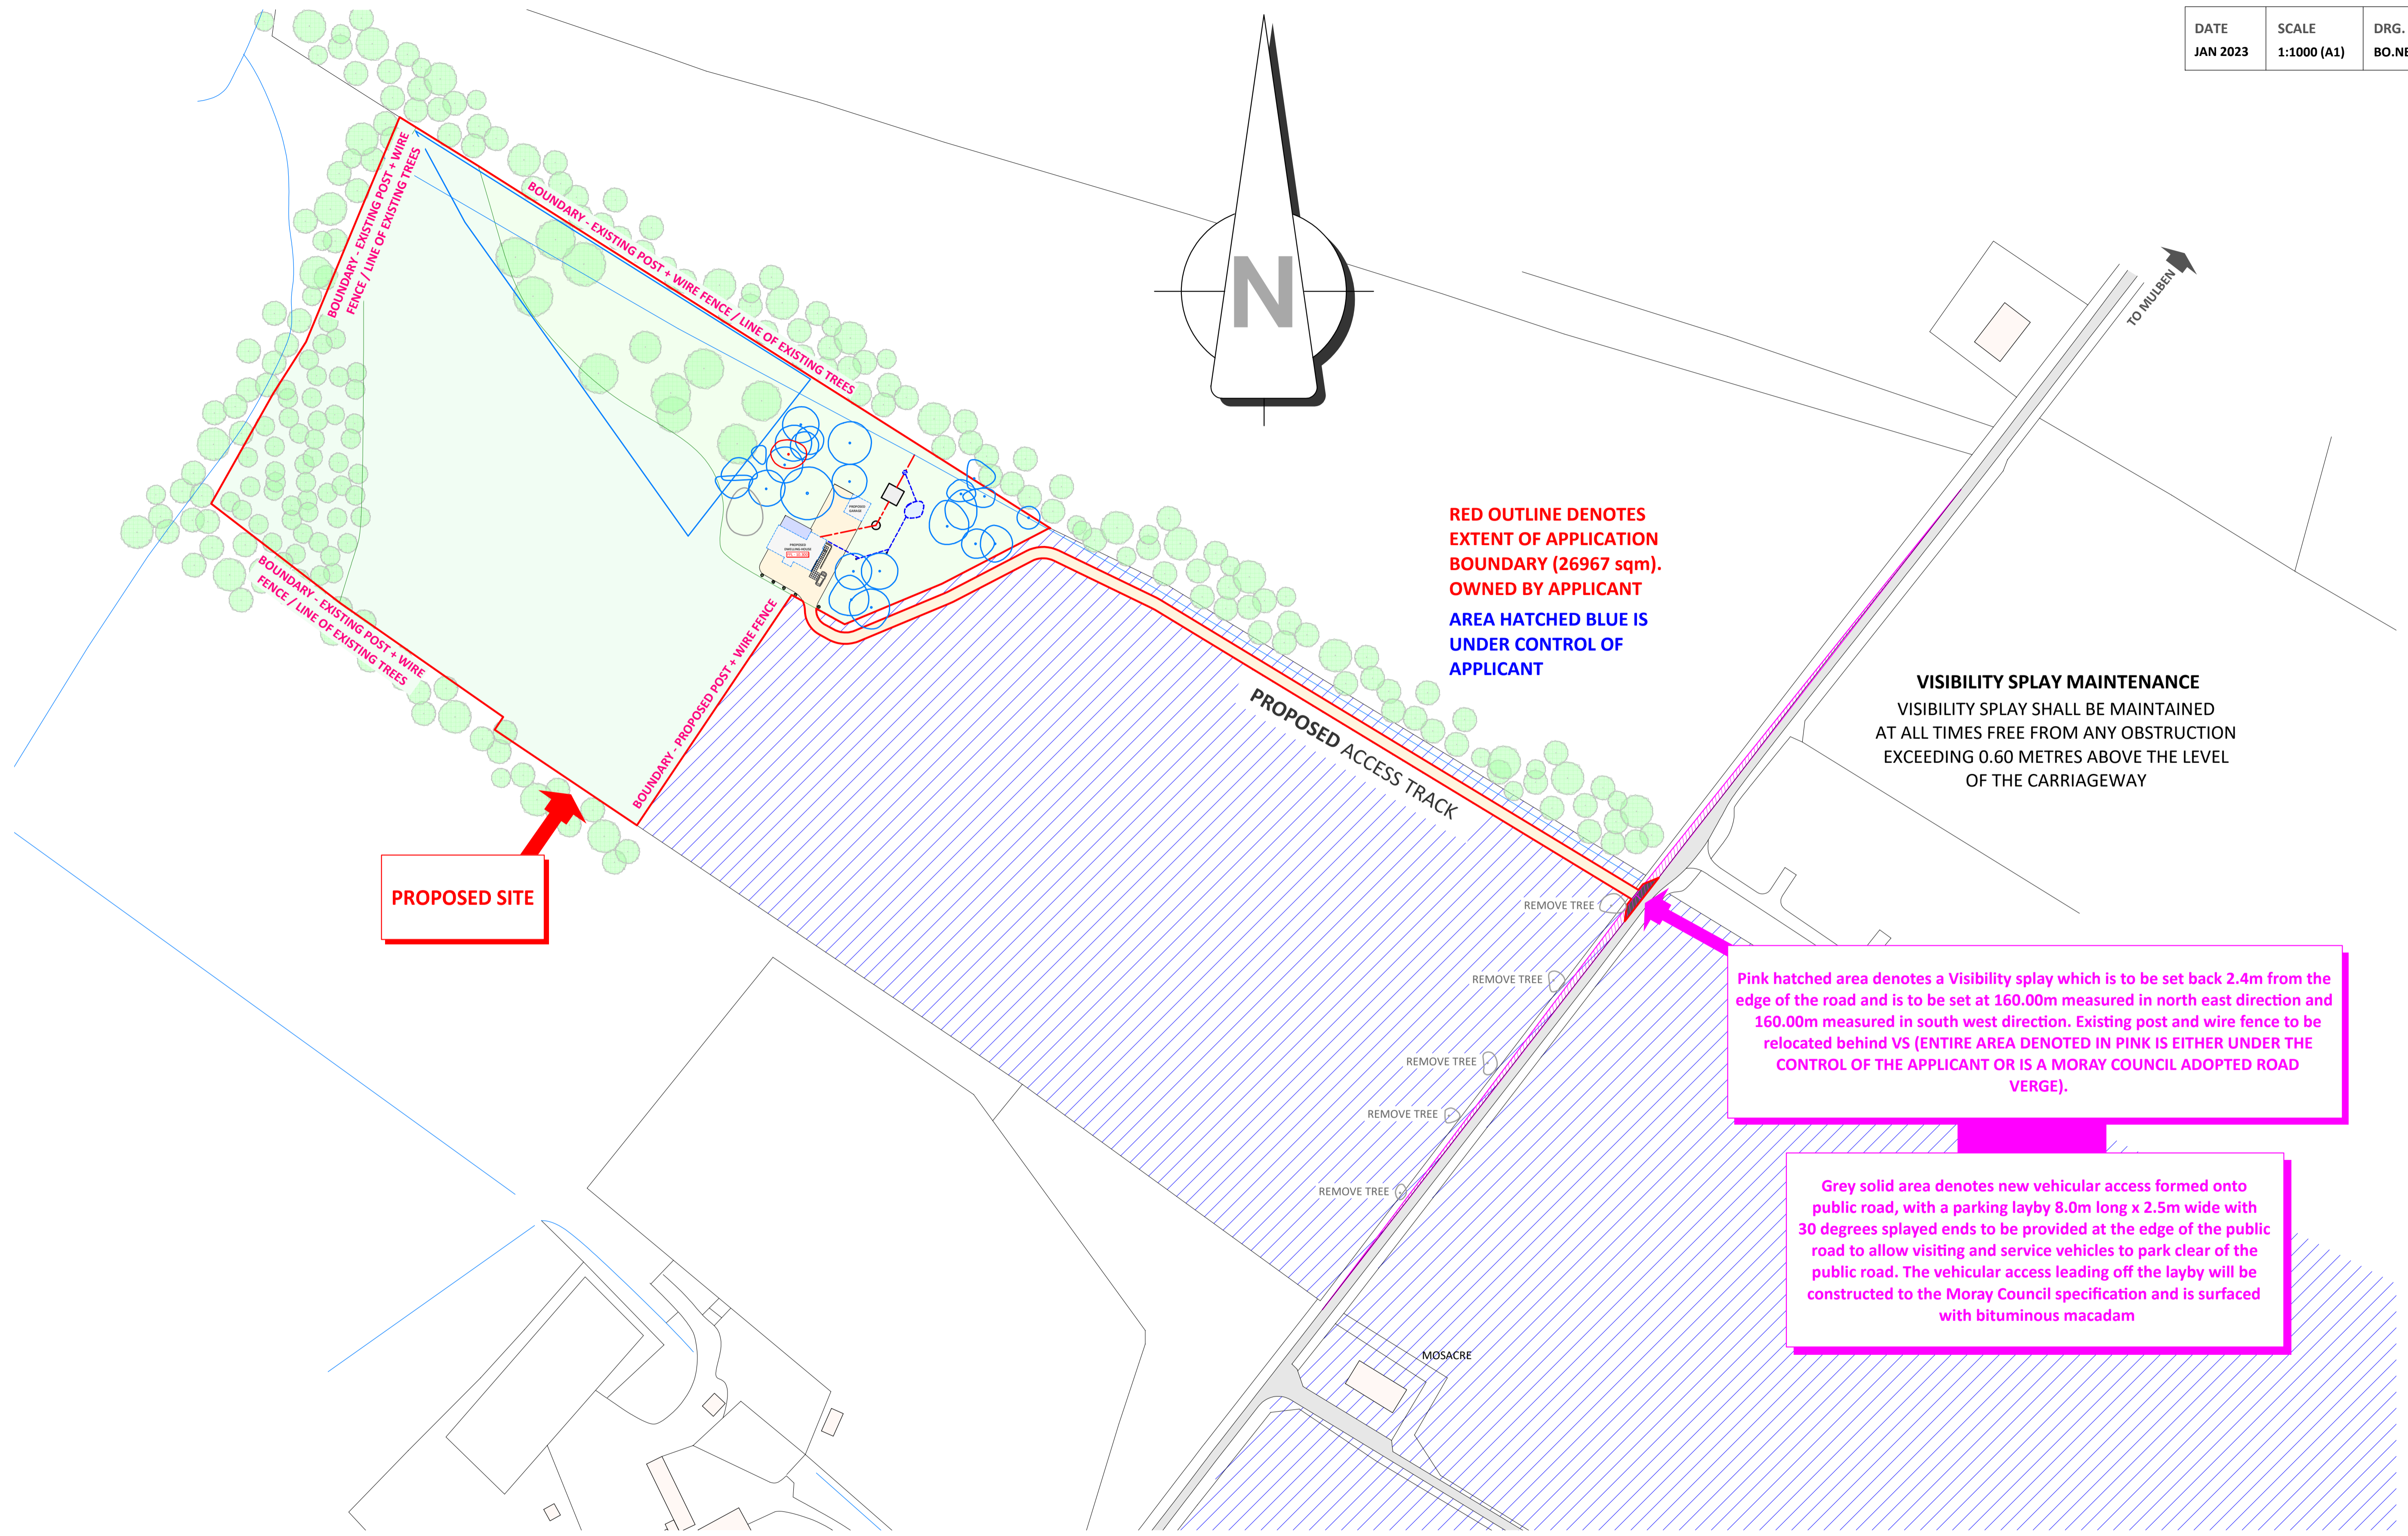 DATE
SCALE
DRG.
JAN 2023
1:1000 (A1)
BO.NE
BOUNDARY - EXISTING POST + WIRE
FENCE / LINE OF EXISTING TREES
BOUNDARY - EXISTING POST + WIRE FENCE / LINE OF EXISTING TREES
N
TO MULBEN
PROPOSED
GARAGE
PROPOSED
DWELLING HOUSE
RED OUTLINE DENOTES
EXTENT OF APPLICATION
BOUNDARY (26967 sqm).
OWNED BY APPLICANT
AREA HATCHED BLUE IS
UNDER CONTROL OF
APPLICANT
BOUNDARY - EXISTING POST + WIRE
FENCE / LINE OF EXISTING TREES
BOUNDARY - PROPOSED POST + WIRE FENCE
PROPOSED ACCESS TRACK
VISIBILITY SPLAY MAINTENANCE
VISIBILITY SPLAY SHALL BE MAINTAINED
AT ALL TIMES FREE FROM ANY OBSTRUCTION
EXCEEDING 0.60 METRES ABOVE THE LEVEL
OF THE CARRIAGEWAY
PROPOSED SITE
REMOVE TREE
REMOVE TREE
REMOVE TREE
REMOVE TREE
REMOVE TREE
Pink hatched area denotes a Visibility splay which is to be set back 2.4m from the
edge of the road and is to be set at 160.00m measured in north east direction and
160.00m measured in south west direction. Existing post and wire fence to be
relocated behind VS (ENTIRE AREA DENOTED IN PINK IS EITHER UNDER THE
CONTROL OF THE APPLICANT OR IS A MORAY COUNCIL ADOPTED ROAD
VERGE).
Grey solid area denotes new vehicular access formed onto
public road, with a parking layby 8.0m long x 2.5m wide with
30 degrees splayed ends to be provided at the edge of the public
road to allow visiting and service vehicles to park clear of the
public road. The vehicular access leading off the layby will be
constructed to the Moray Council specification and is surfaced
with bituminous macadam
MOSACRE